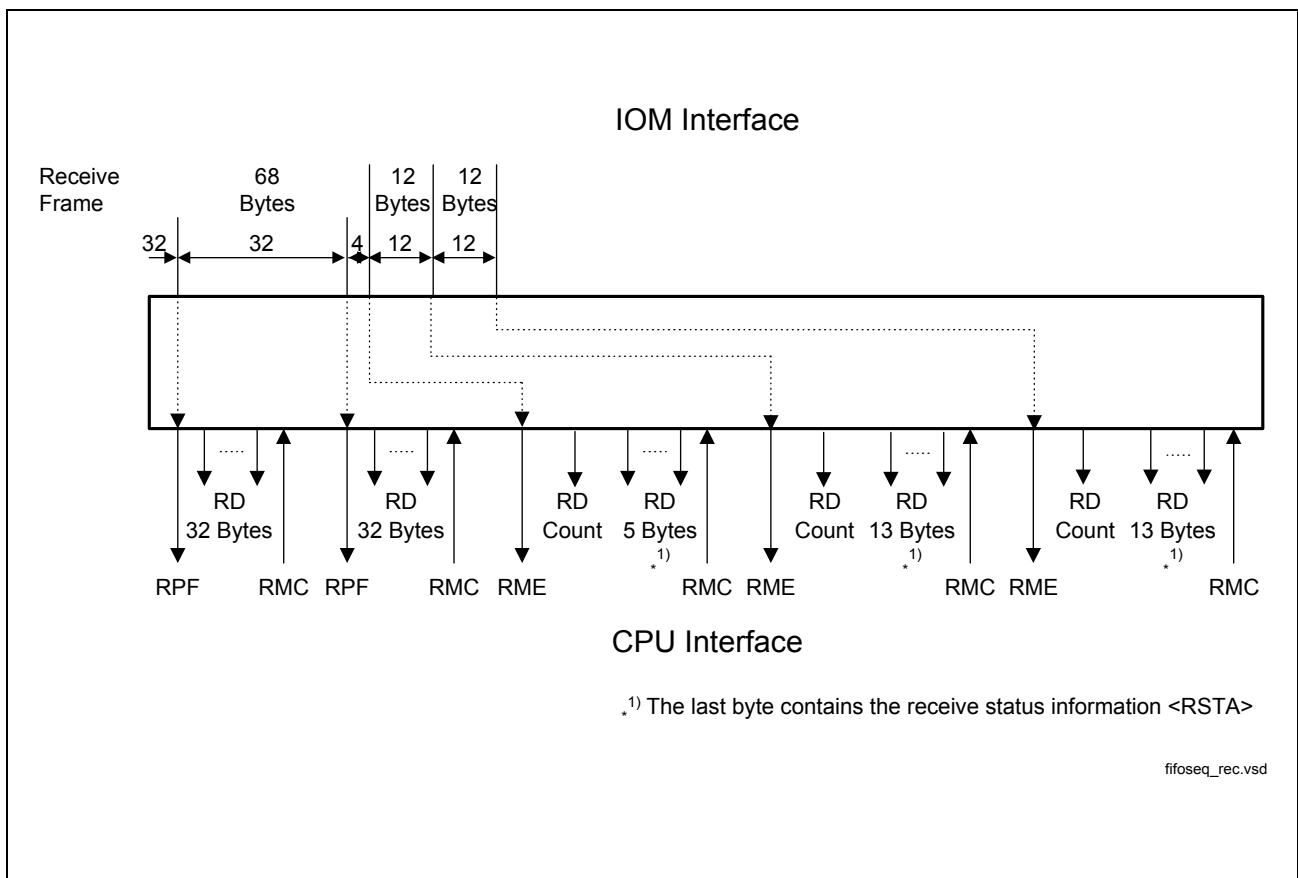 IOM Interface
Receive 68 12 12
Frame Bytes Bytes Bytes
32 32 4 12 12
..... ..... ..... ..... .....
RD RD RD RD RD RD RD RD
32 Bytes 32 Bytes Count 5 Bytes Count 13 Bytes Count 13 Bytes
*1) *1) *1)
RPF RMC RPF RMC RME RMC RME RMC RME RMC
CPU Interface
*1) The last byte contains the receive status information <RSTA>
fifoseq_rec.vsd